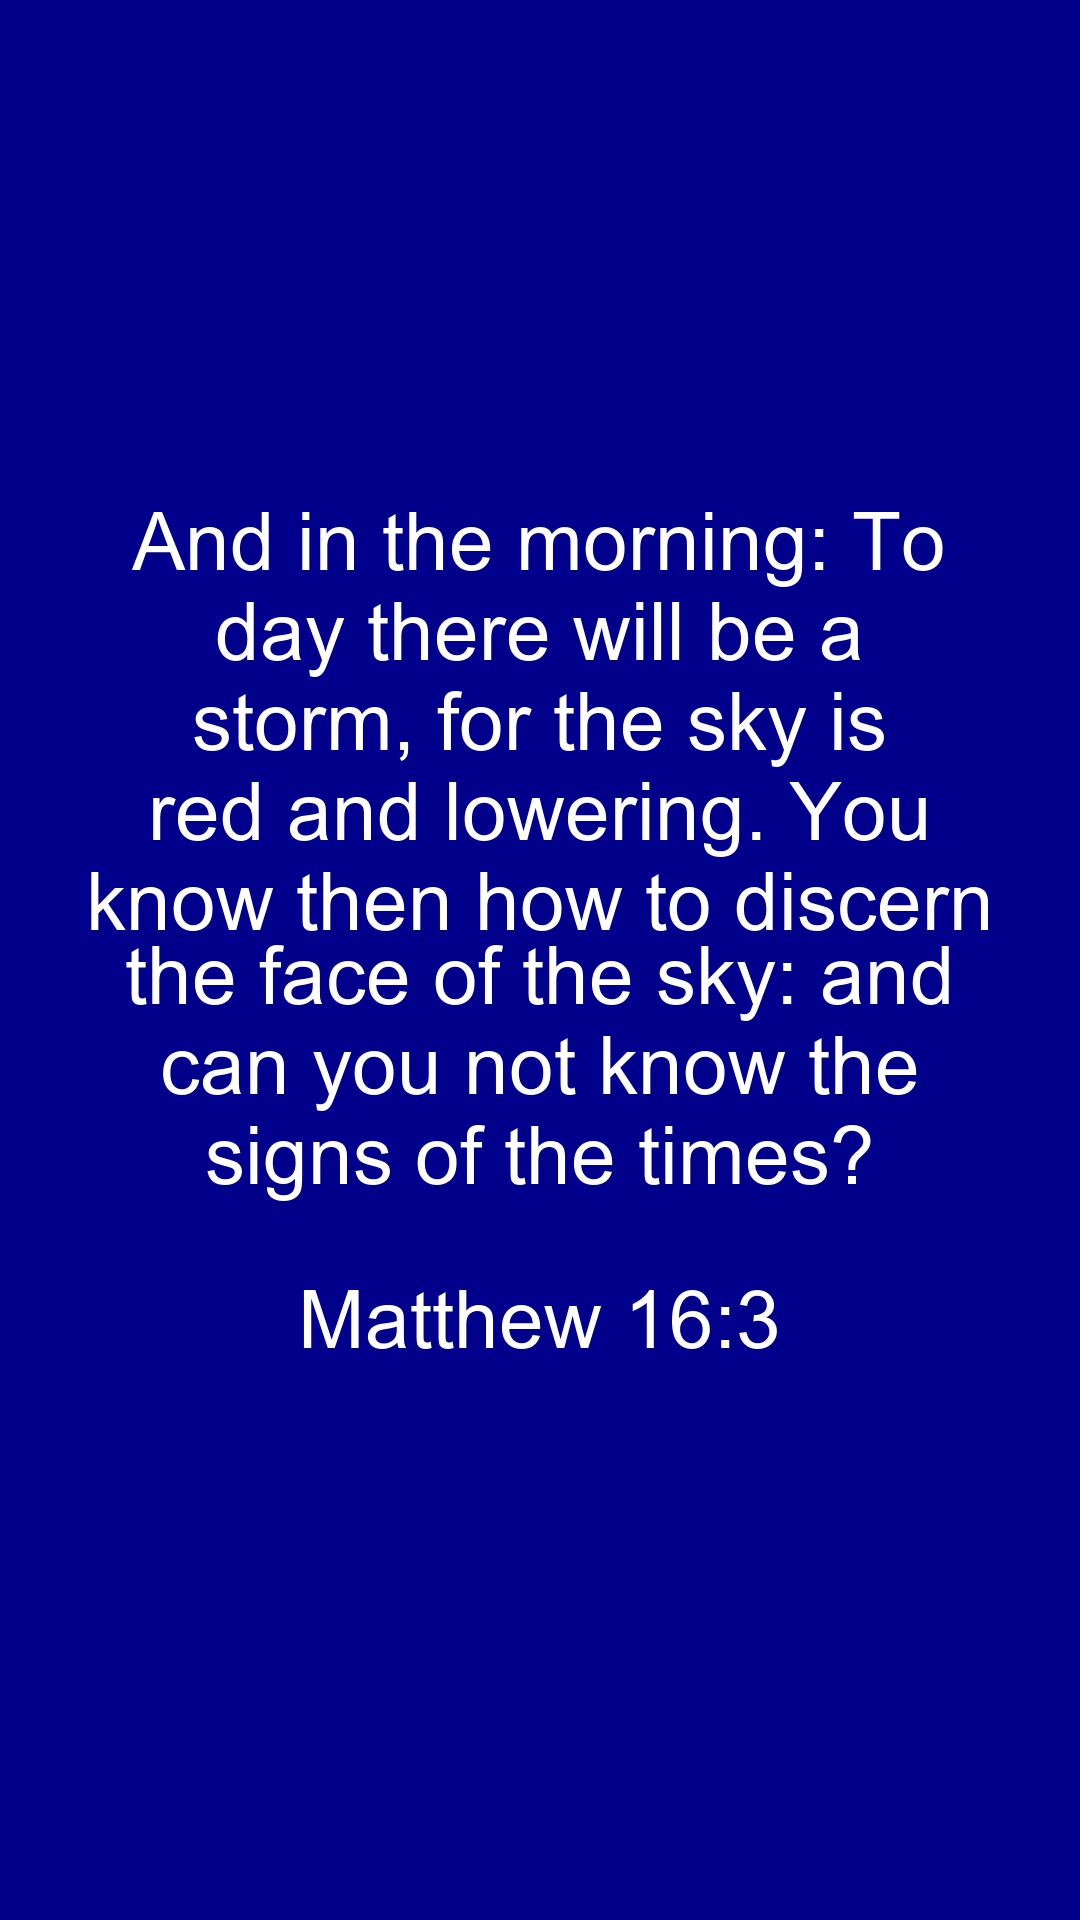 And in the morning: To
day there will be a
storm, for the sky is
red and lowering. You
know then how to discern
the face of the sky: and
can you not know the
signs of the times?
Matthew 16:3